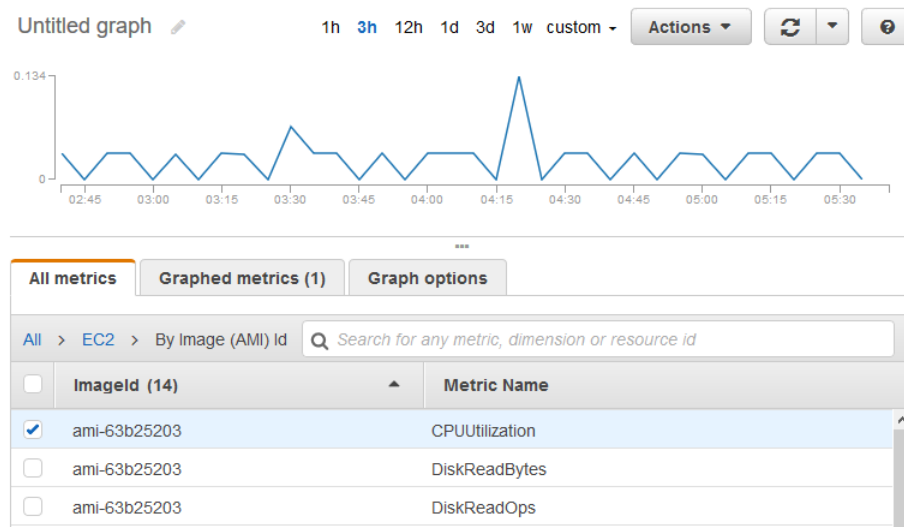 Untitled graph 1h 3h 12h 1d 3d 1w custom Actions
0.134
0
02:45 03:00 03:15 03:30 03:45 04:00 04:15 04:30 04:45 05:00 05:15 05:30
All metrics Graphed metrics (1) Graph options
All > EC2 > By Image (AMI) Id Search for any metric, dimension or resource id
ImageId (14) Metric Name
ami-63b25203 CPUUtilization
ami-63b25203 DiskReadBytes
ami-63b25203 DiskReadOps